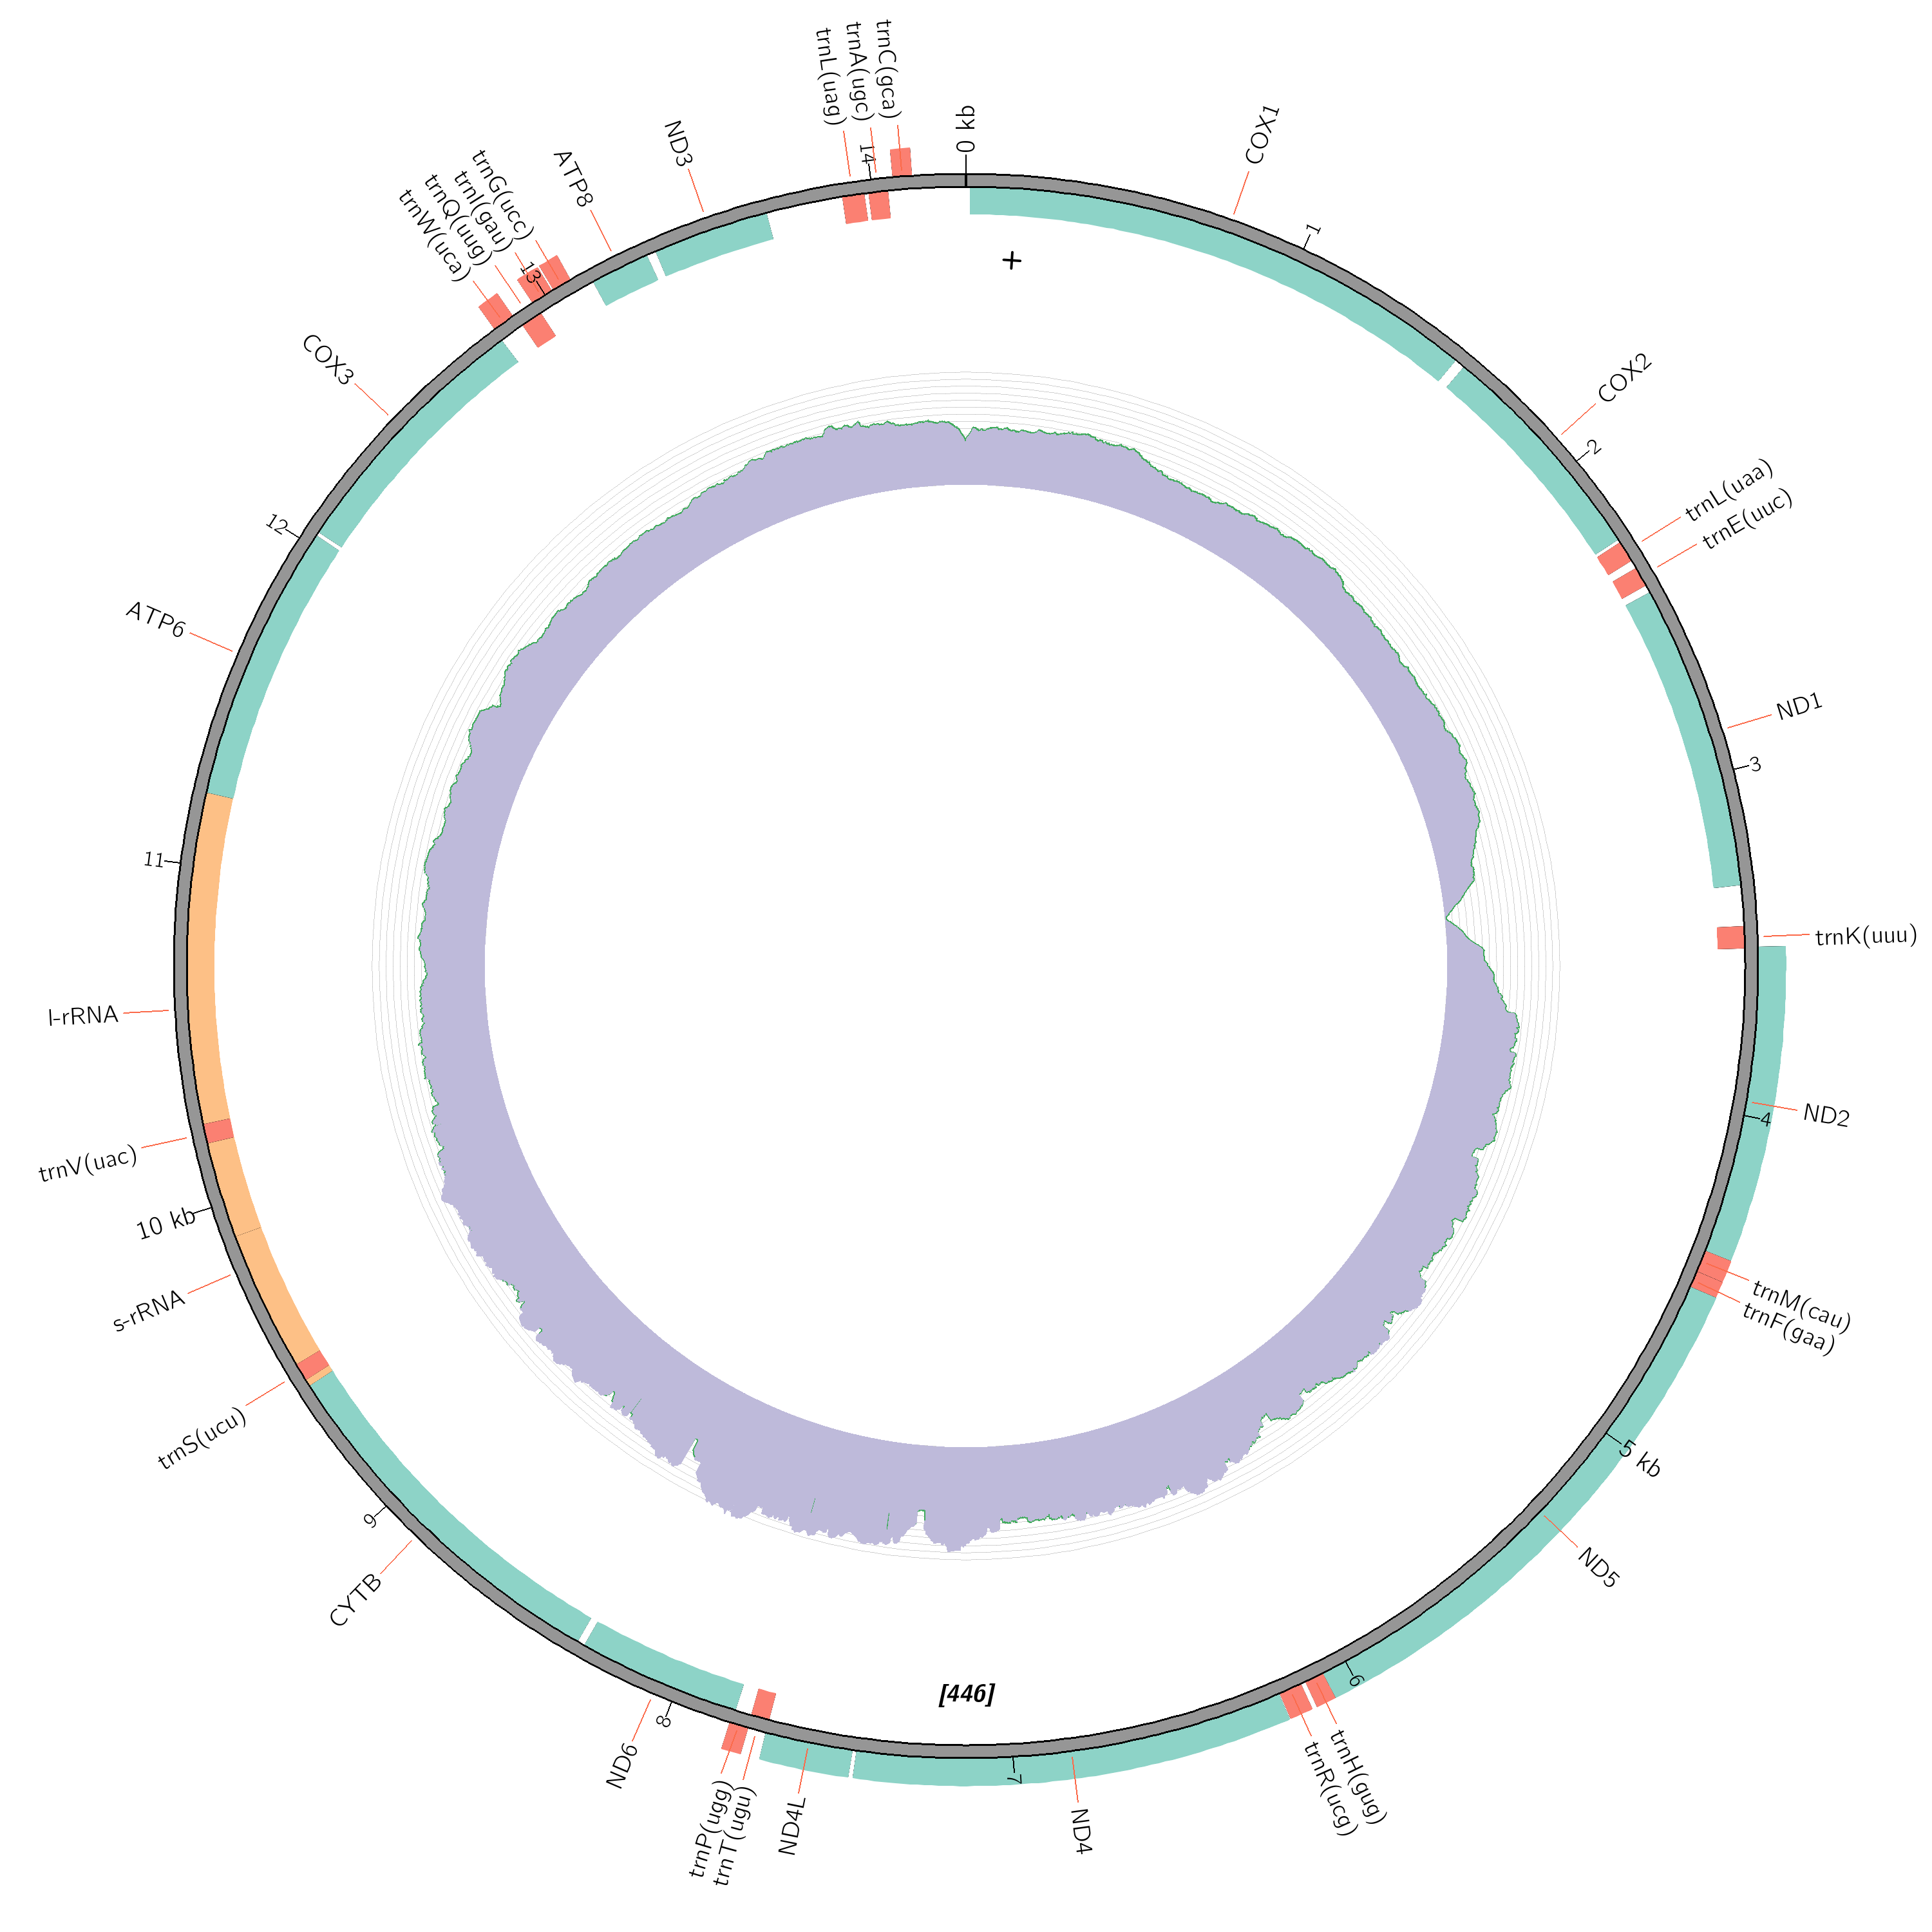 0 kb
COX1
1
COX2
2
trnL(uaa)
trnE(uuc)
ND1
3
trnK(uuu)
ND2
4
trnM(cau)
trnF(gaa)
5 kb
ND5
6
trnH(gug)
trnR(ucg)
ND4
7
ND4L
trnT(ugu)
trnP(ugg)
8
ND6
CYTB
9
trnS(ucu)
s-rRNA
10 kb
trnV(uac)
l-rRNA
11
ATP6
12
COX3
trnW(uca)
trnQ(uug)
13
trnI(gau)
trnG(ucc)
ATP8
ND3
trnL(uag)
14
trnA(ugc)
trnC(gca)
+
[446]